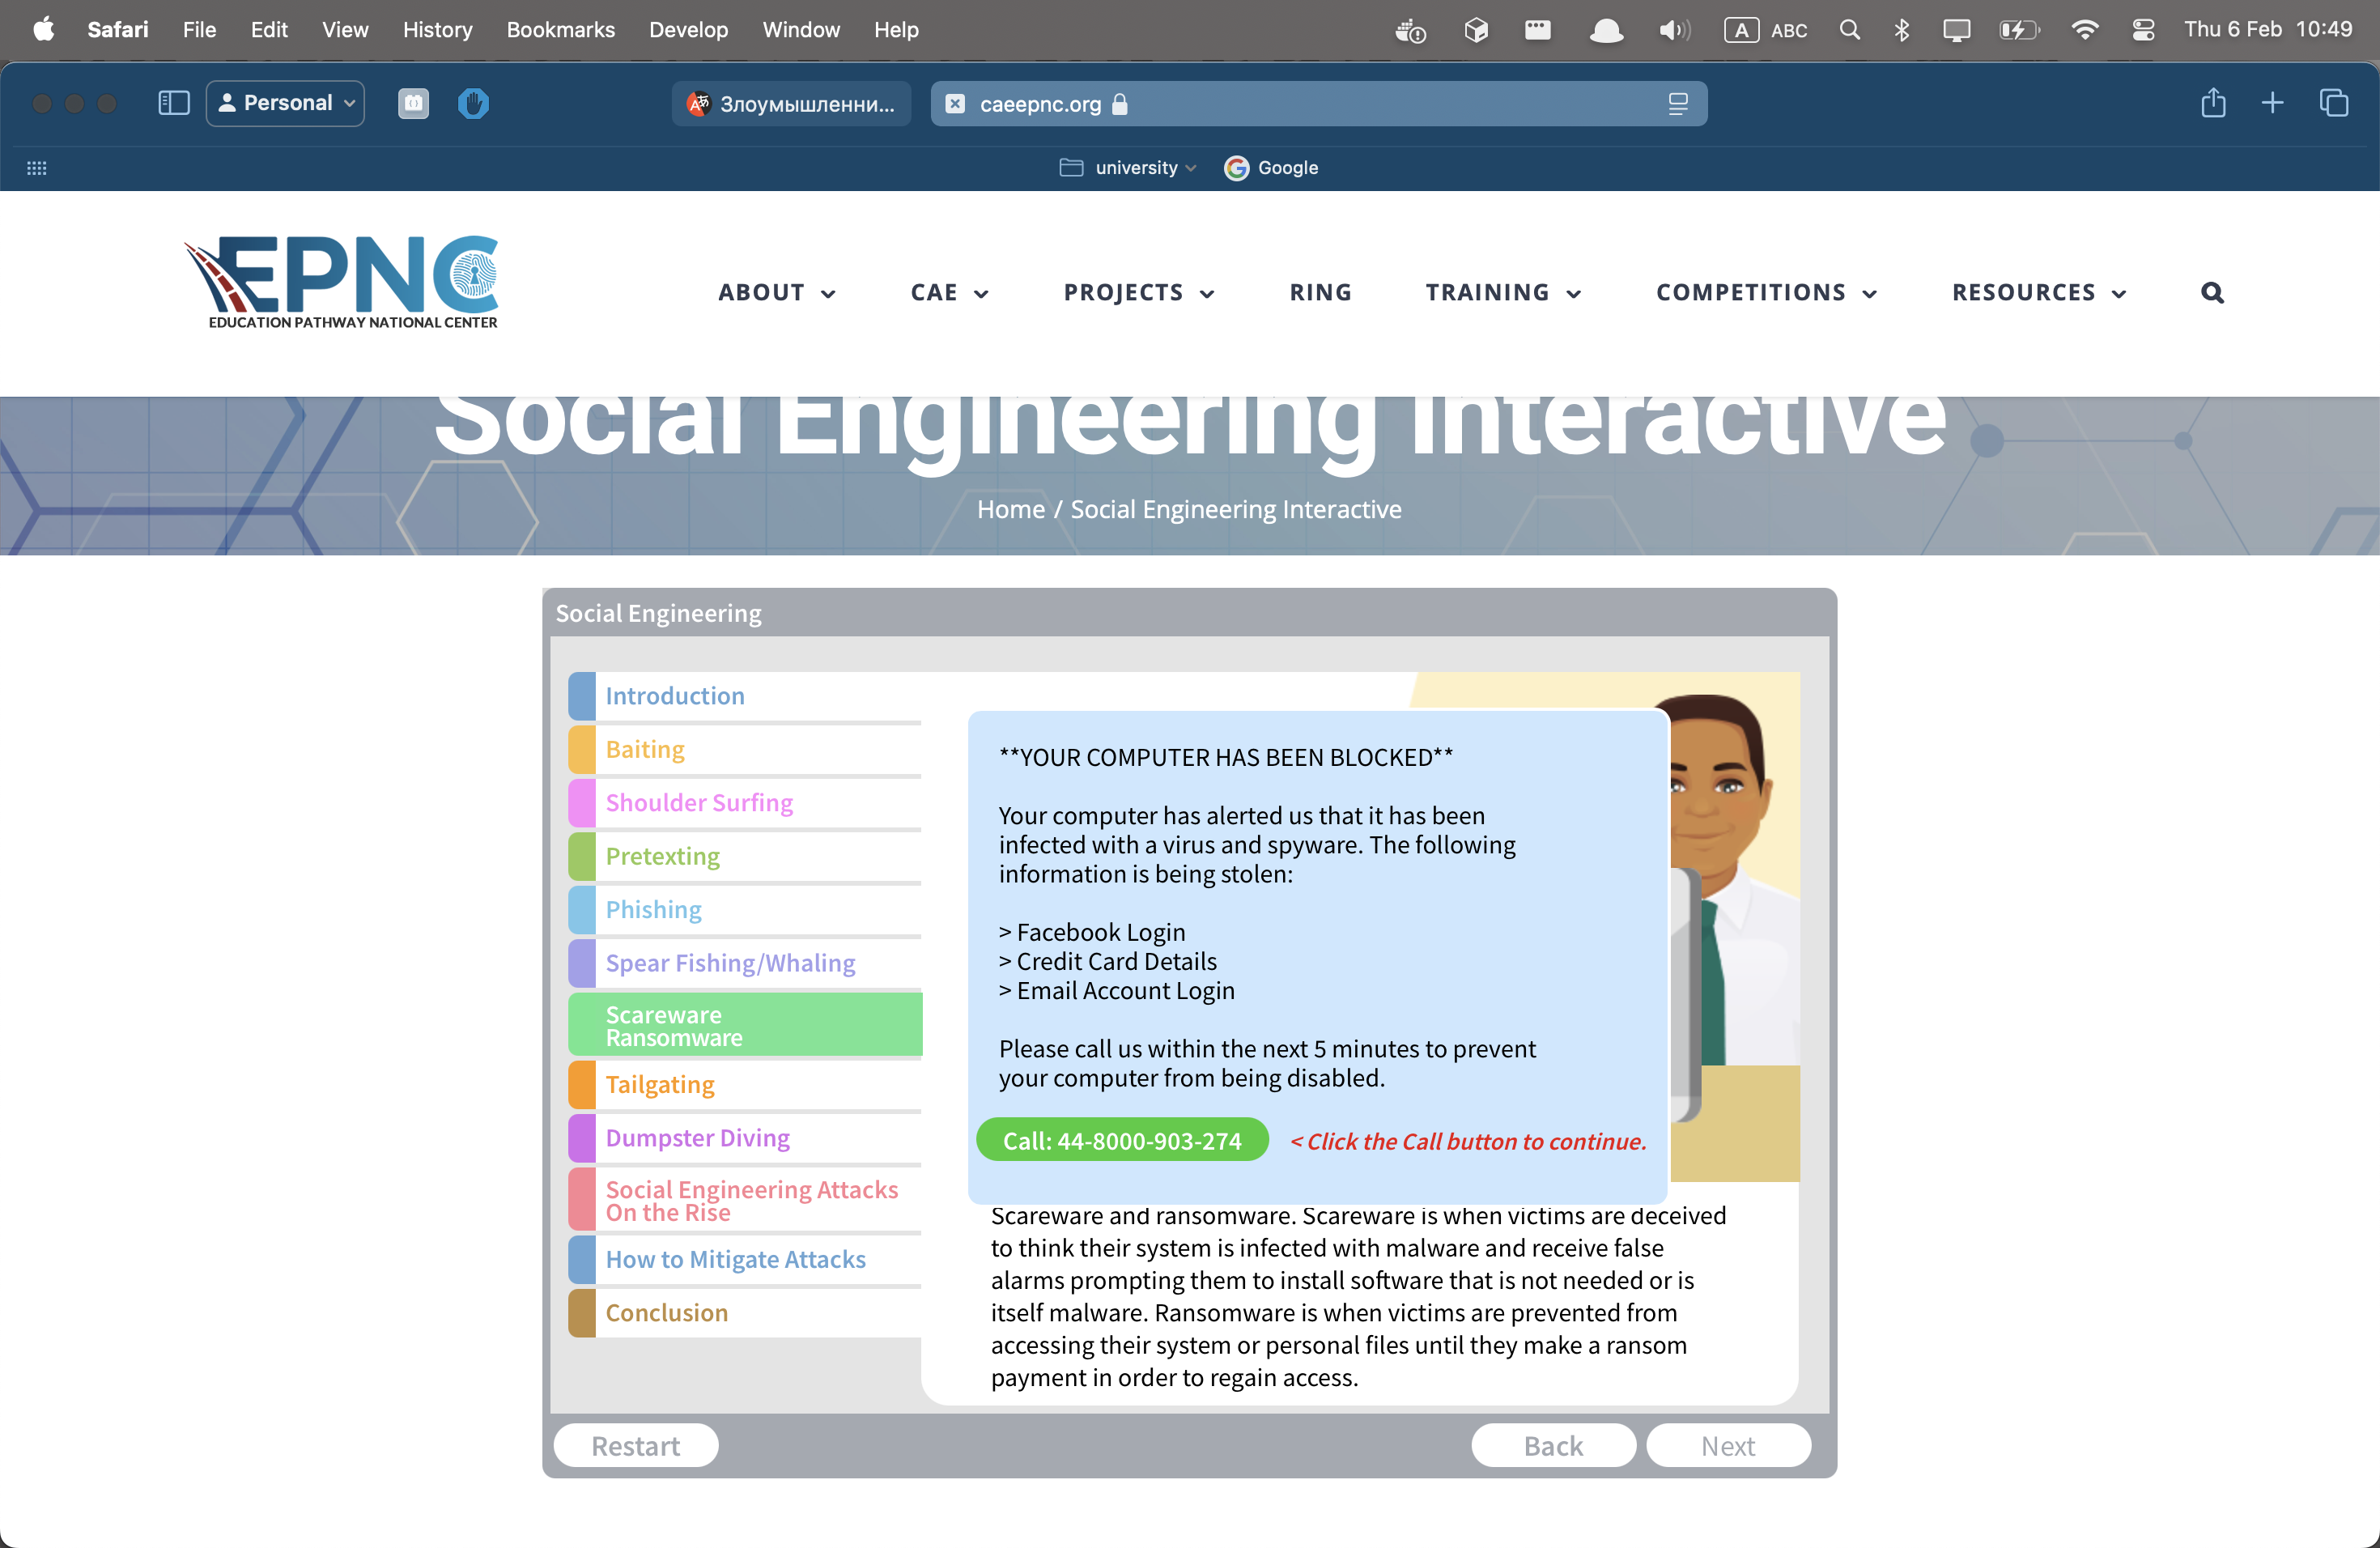 Safari File Edit View History Bookmarks Develop Window Help A ABC Thu 6 Feb 10:49
Personal Злоумышленни... caeepnc.org
university Google
EPNC
EDUCATION PATHWAY NATIONAL CENTER
ABOUT CAE PROJECTS RING TRAINING COMPETITIONS RESOURCES
Social Engineering Interactive
Home / Social Engineering Interactive
Social Engineering
Introduction
Baiting
Shoulder Surfing
Pretexting
Phishing
Spear Fishing/Whaling
Scareware
Ransomware
Tailgating
Dumpster Diving
Social Engineering Attacks
On the Rise
How to Mitigate Attacks
Conclusion
**YOUR COMPUTER HAS BEEN BLOCKED**
Your computer has alerted us that it has been
infected with a virus and spyware. The following
information is being stolen:
> Facebook Login
> Credit Card Details
> Email Account Login
Please call us within the next 5 minutes to prevent
your computer from being disabled.
Call: 44-8000-903-274 < Click the Call button to continue.
Scareware and ransomware. Scareware is when victims are deceived
to think their system is infected with malware and receive false
alarms prompting them to install software that is not needed or is
itself malware. Ransomware is when victims are prevented from
accessing their system or personal files until they make a ransom
payment in order to regain access.
Restart Back Next